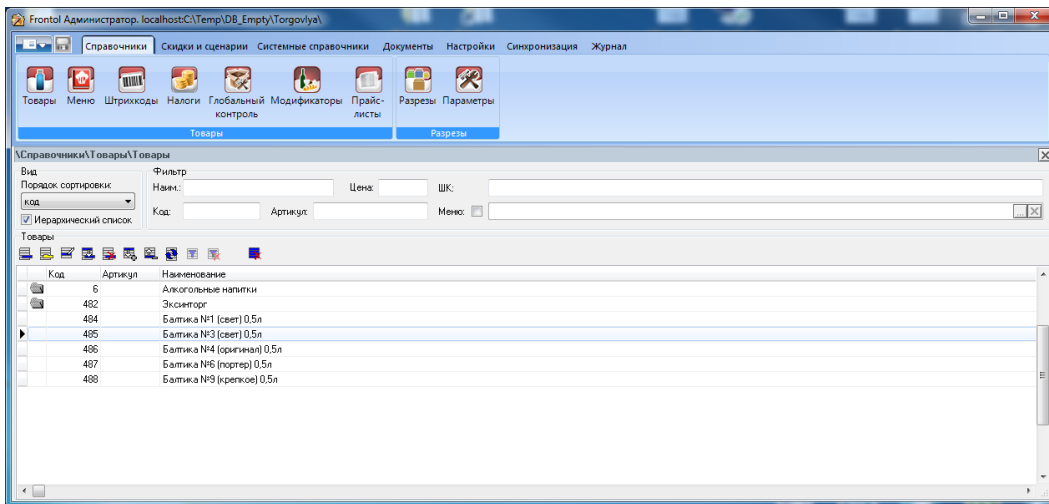 Frontol Администратор. localhost:C:\Temp\DB_Empty\Torgovlya\
Справочники Скидки и сценарии Системные справочники Документы Настройки Синхронизация Журнал
Товары Меню Штрихкоды Налоги Глобальный контроль Модификаторы Прайс-листы Разрезы Параметры
Товары Разрезы
\Справочники\Товары\Товары
Вид Фильтр
Порядок сортировки: Наим.: Цена: ШК:
код
Код: Артикул: Меню: ...
Иерархический список
Товары
Код Артикул Наименование
6 Алкогольные напитки
482 Эксинторг
484 Балтика №1 (свет) 0,5л
485 Балтика №3 (свет) 0,5л
486 Балтика №4 (оригинал) 0,5л
487 Балтика №6 (портер) 0,5л
488 Балтика №9 (крепкое) 0,5л